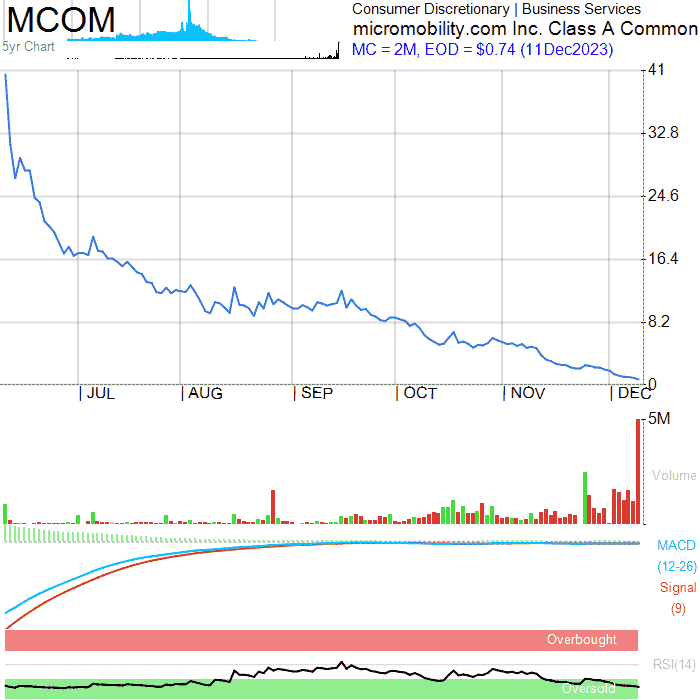 MCOM
Consumer Discretionary | Business Services
micromobility.com Inc. Class A Common
5yr Chart
MC = 2M, EOD = $0.74 (11Dec2023)
41
32.8
24.6
16.4
8.2
0
JUL AUG SEP OCT NOV DEC
5M
Volume
MACD
(12-26)
Signal
(9)
Overbought
RSI(14)
Oversold